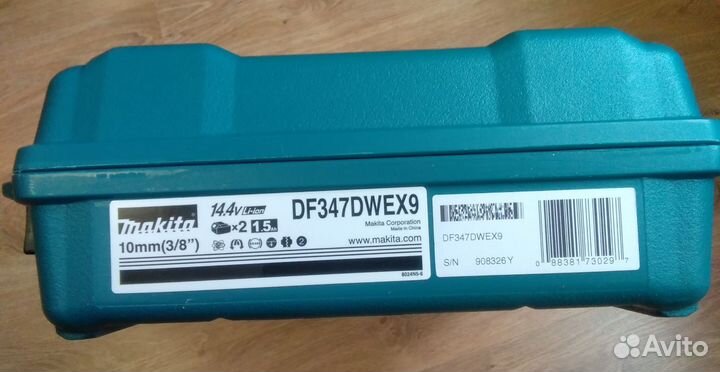 makita
14.4V Li-ion
×2 1.5Ah
DF347DWEX9
Makita Corporation
Made in China
10mm(3/8")
www.makita.com
2
8024N5-6
DF347DWEX9
S/N 908326Y
0 88381 73029 7
Avito